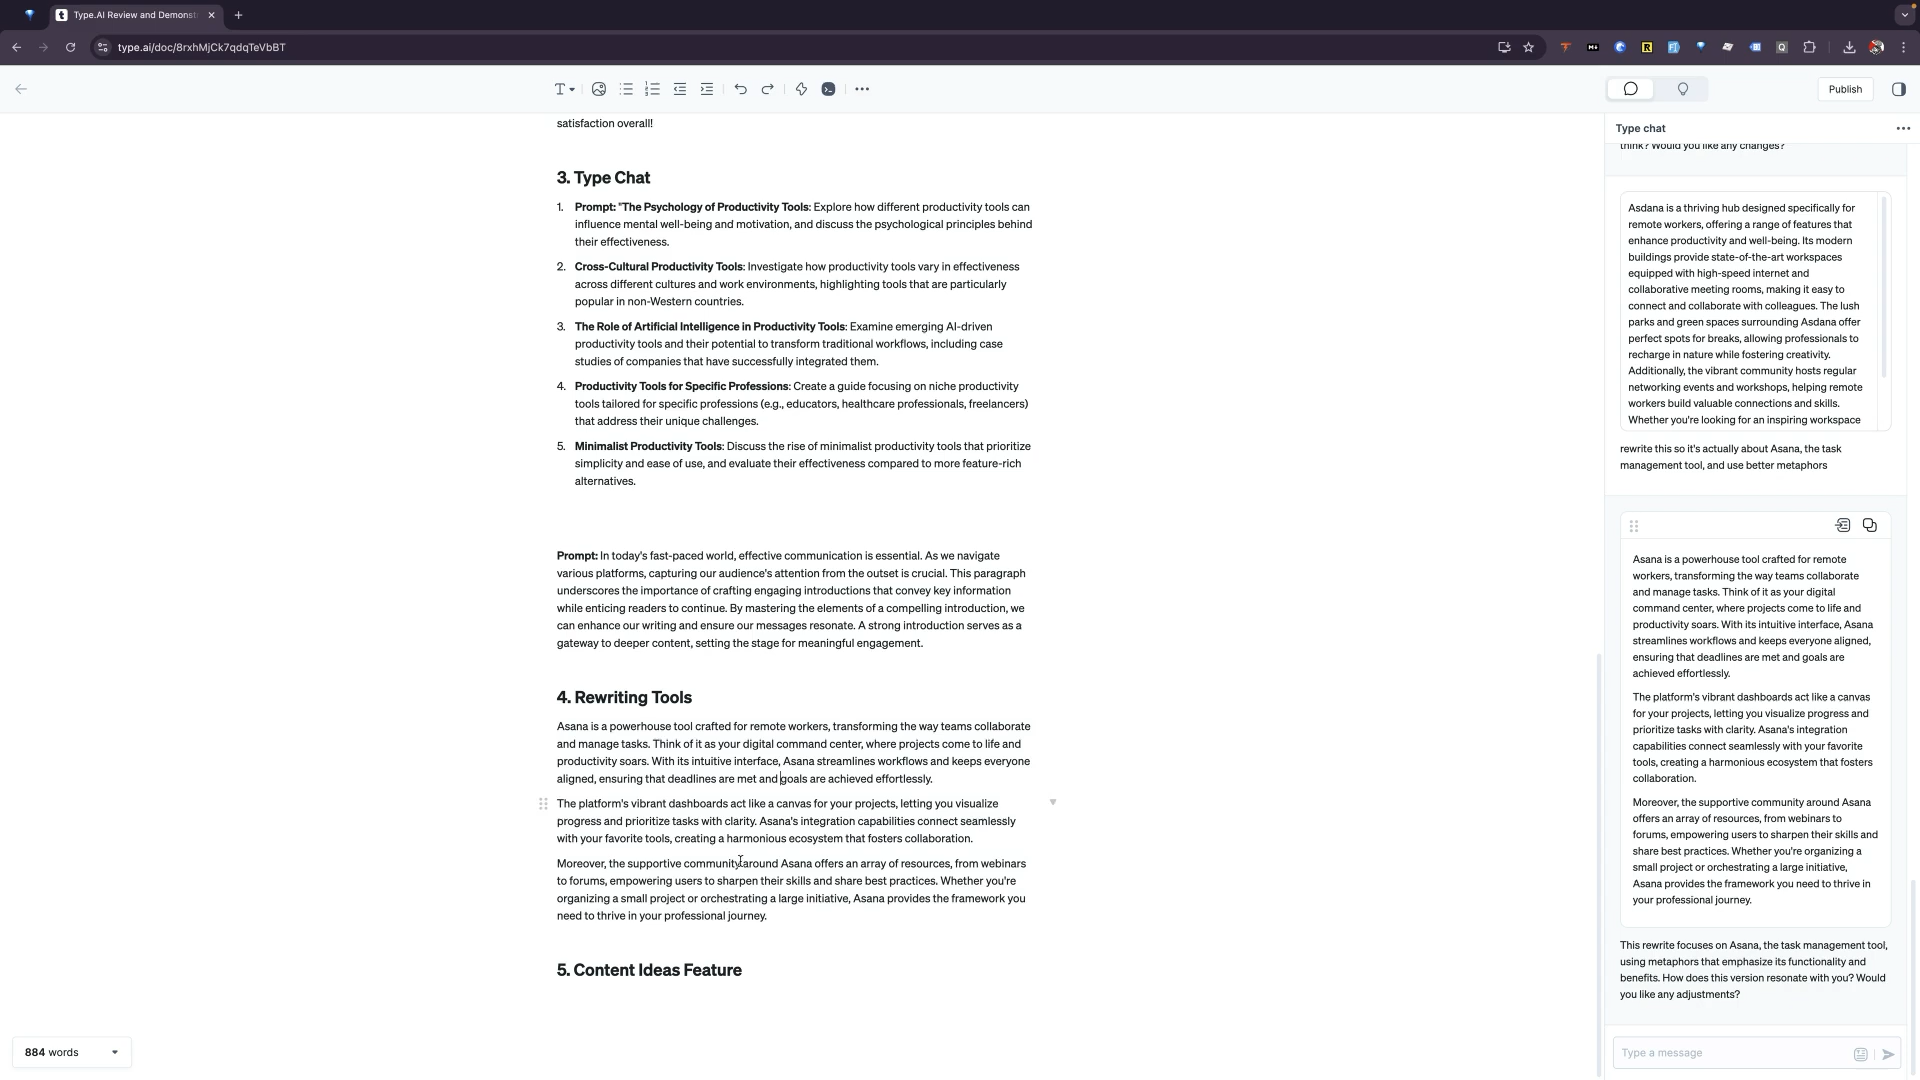 Type.AI Review and Demonst
type.ai/doc/8rxhMjCk7qdqTeVbBT
Publish
satisfaction overall!
3. Type Chat
1. Prompt: "The Psychology of Productivity Tools: Explore how different productivity tools can
influence mental well-being and motivation, and discuss the psychological principles behind
their effectiveness.
2. Cross-Cultural Productivity Tools: Investigate how productivity tools vary in effectiveness
across different cultures and work environments, highlighting tools that are particularly
popular in non-Western countries.
3. The Role of Artificial Intelligence in Productivity Tools: Examine emerging AI-driven
productivity tools and their potential to transform traditional workflows, including case
studies of companies that have successfully integrated them.
4. Productivity Tools for Specific Professions: Create a guide focusing on niche productivity
tools tailored for specific professions (e.g., educators, healthcare professionals, freelancers)
that address their unique challenges.
5. Minimalist Productivity Tools: Discuss the rise of minimalist productivity tools that prioritize
simplicity and ease of use, and evaluate their effectiveness compared to more feature-rich
alternatives.
Prompt: In today's fast-paced world, effective communication is essential. As we navigate
various platforms, capturing our audience's attention from the outset is crucial. This paragraph
underscores the importance of crafting engaging introductions that convey key information
while enticing readers to continue. By mastering the elements of a compelling introduction, we
can enhance our writing and ensure our messages resonate. A strong introduction serves as a
gateway to deeper content, setting the stage for meaningful engagement.
4. Rewriting Tools
Asana is a powerhouse tool crafted for remote workers, transforming the way teams collaborate
and manage tasks. Think of it as your digital command center, where projects come to life and
productivity soars. With its intuitive interface, Asana streamlines workflows and keeps everyone
aligned, ensuring that deadlines are met and goals are achieved effortlessly.
The platform's vibrant dashboards act like a canvas for your projects, letting you visualize
progress and prioritize tasks with clarity. Asana's integration capabilities connect seamlessly
with your favorite tools, creating a harmonious ecosystem that fosters collaboration.
Moreover, the supportive community around Asana offers an array of resources, from webinars
to forums, empowering users to sharpen their skills and share best practices. Whether you're
organizing a small project or orchestrating a large initiative, Asana provides the framework you
need to thrive in your professional journey.
5. Content Ideas Feature
884 words
Type chat
think? Would you like any changes?
Asdana is a thriving hub designed specifically for
remote workers, offering a range of features that
enhance productivity and well-being. Its modern
buildings provide state-of-the-art workspaces
equipped with high-speed internet and
collaborative meeting rooms, making it easy to
connect and collaborate with colleagues. The lush
parks and green spaces surrounding Asdana offer
perfect spots for breaks, allowing professionals to
recharge in nature while fostering creativity.
Additionally, the vibrant community hosts regular
networking events and workshops, helping remote
workers build valuable connections and skills.
Whether you're looking for an inspiring workspace
rewrite this so it's actually about Asana, the task
management tool, and use better metaphors
Asana is a powerhouse tool crafted for remote
workers, transforming the way teams collaborate
and manage tasks. Think of it as your digital
command center, where projects come to life and
productivity soars. With its intuitive interface, Asana
streamlines workflows and keeps everyone aligned,
ensuring that deadlines are met and goals are
achieved effortlessly.
The platform's vibrant dashboards act like a canvas
for your projects, letting you visualize progress and
prioritize tasks with clarity. Asana's integration
capabilities connect seamlessly with your favorite
tools, creating a harmonious ecosystem that fosters
collaboration.
Moreover, the supportive community around Asana
offers an array of resources, from webinars to
forums, empowering users to sharpen their skills and
share best practices. Whether you're organizing a
small project or orchestrating a large initiative,
Asana provides the framework you need to thrive in
your professional journey.
This rewrite focuses on Asana, the task management tool,
using metaphors that emphasize its functionality and
benefits. How does this version resonate with you? Would
you like any adjustments?
Type a message